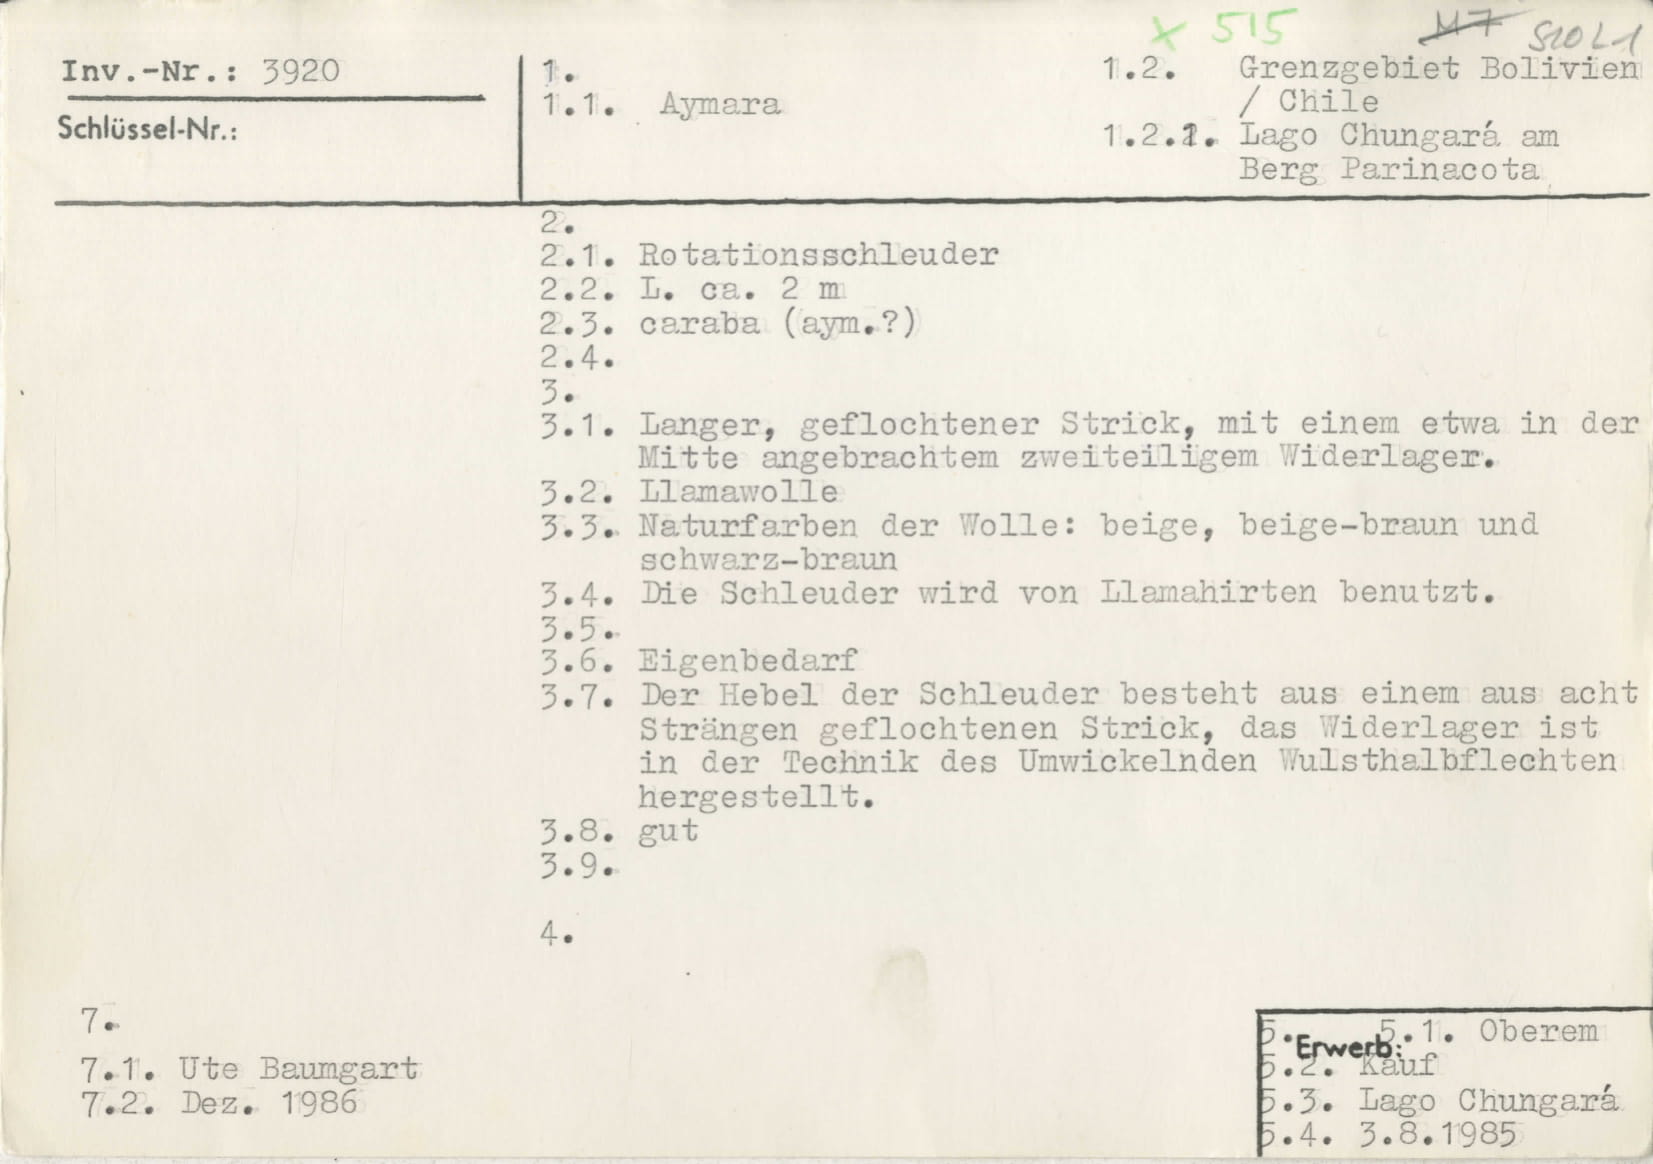 x 515 M7 S20L1
Inv.-Nr.: 3920
Schlüssel-Nr.:
1.
1.1. Aymara
1.2. Grenzgebiet Bolivien
/ Chile
1.2.1. Lago Chungará am
Berg Parinacota
2.
2.1. Rotationsschleuder
2.2. L. ca. 2 m
2.3. caraba (aym.?)
2.4.
3.
3.1. Langer, geflochtener Strick, mit einem etwa in der
Mitte angebrachtem zweiteiligem Widerlager.
3.2. Llamawolle
3.3. Naturfarben der Wolle: beige, beige-braun und
schwarz-braun
3.4. Die Schleuder wird von Llamahirten benutzt.
3.5.
3.6. Eigenbedarf
3.7. Der Hebel der Schleuder besteht aus einem aus acht
Strängen geflochtenen Strick, das Widerlager ist
in der Technik des Umwickelnden Wulsthalbflechten
hergestellt.
3.8. gut
3.9.
4.
7.
7.1. Ute Baumgart
7.2. Dez. 1986
5. 5.1. Oberem
Erwerb:
5.2. Kauf
5.3. Lago Chungará
5.4. 3.8.1985